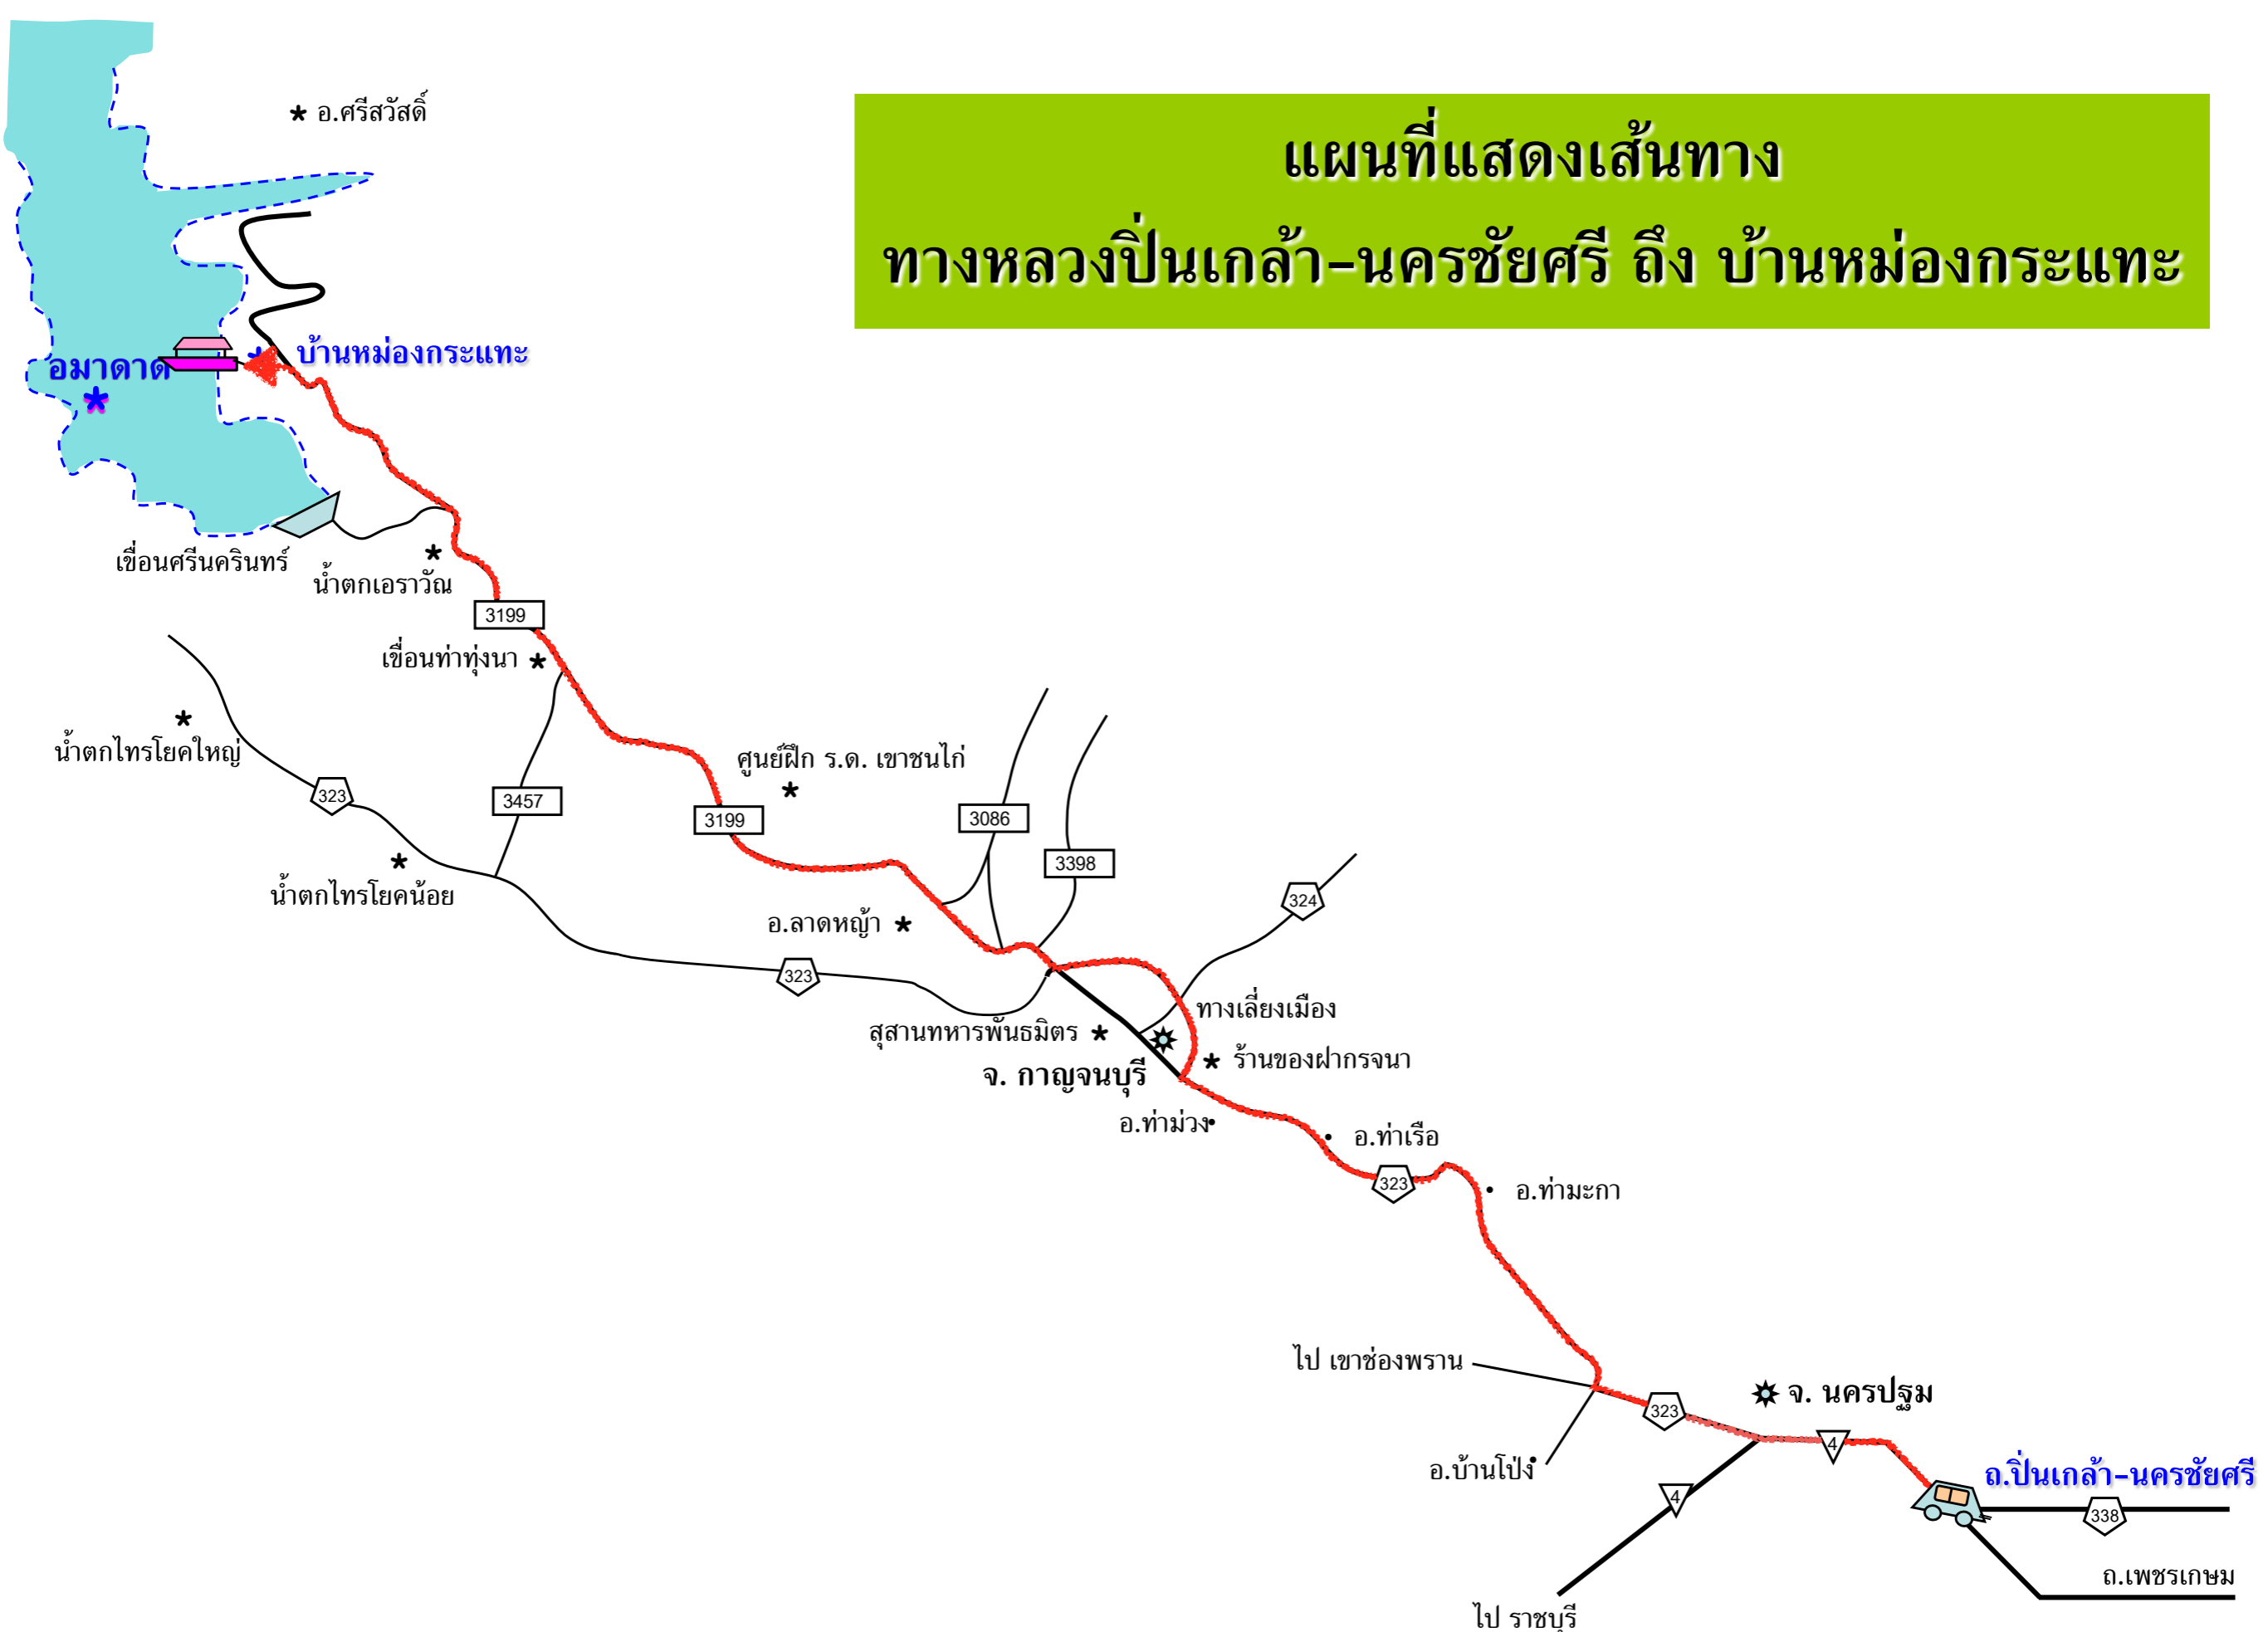 อ.ศรีสวัสดิ์
แผนที่แสดงเส้นทาง
ทางหลวงปิ่นเกล้า-นครชัยศรี ถึง บ้านหม่องกระแทะ
บ้านหม่องกระแทะ
อมาดาด
เขื่อนศรีนครินทร์
น้ำตกเอราวัณ
3199
เขื่อนท่าทุ่งนา
น้ำตกไทรโยคใหญ่
ศูนย์ฝึก ร.ด. เขาชนไก่
323
3457
3199
3086
3398
น้ำตกไทรโยคน้อย
324
อ.ลาดหญ้า
323
ทางเลี่ยงเมือง
สุสานทหารพันธมิตร
ร้านของฝากรจนา
จ. กาญจนบุรี
อ.ท่าม่วง
อ.ท่าเรือ
323
อ.ท่ามะกา
ไป เขาช่องพราน
จ. นครปฐม
323
4
อ.บ้านโป่ง
ถ.ปิ่นเกล้า-นครชัยศรี
4
338
ถ.เพชรเกษม
ไป ราชบุรี